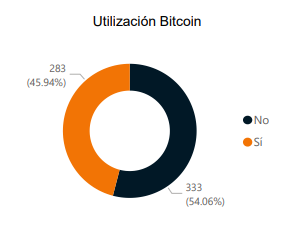 Utilización Bitcoin
283
(45.94%)
No
Sí
333
(54.06%)